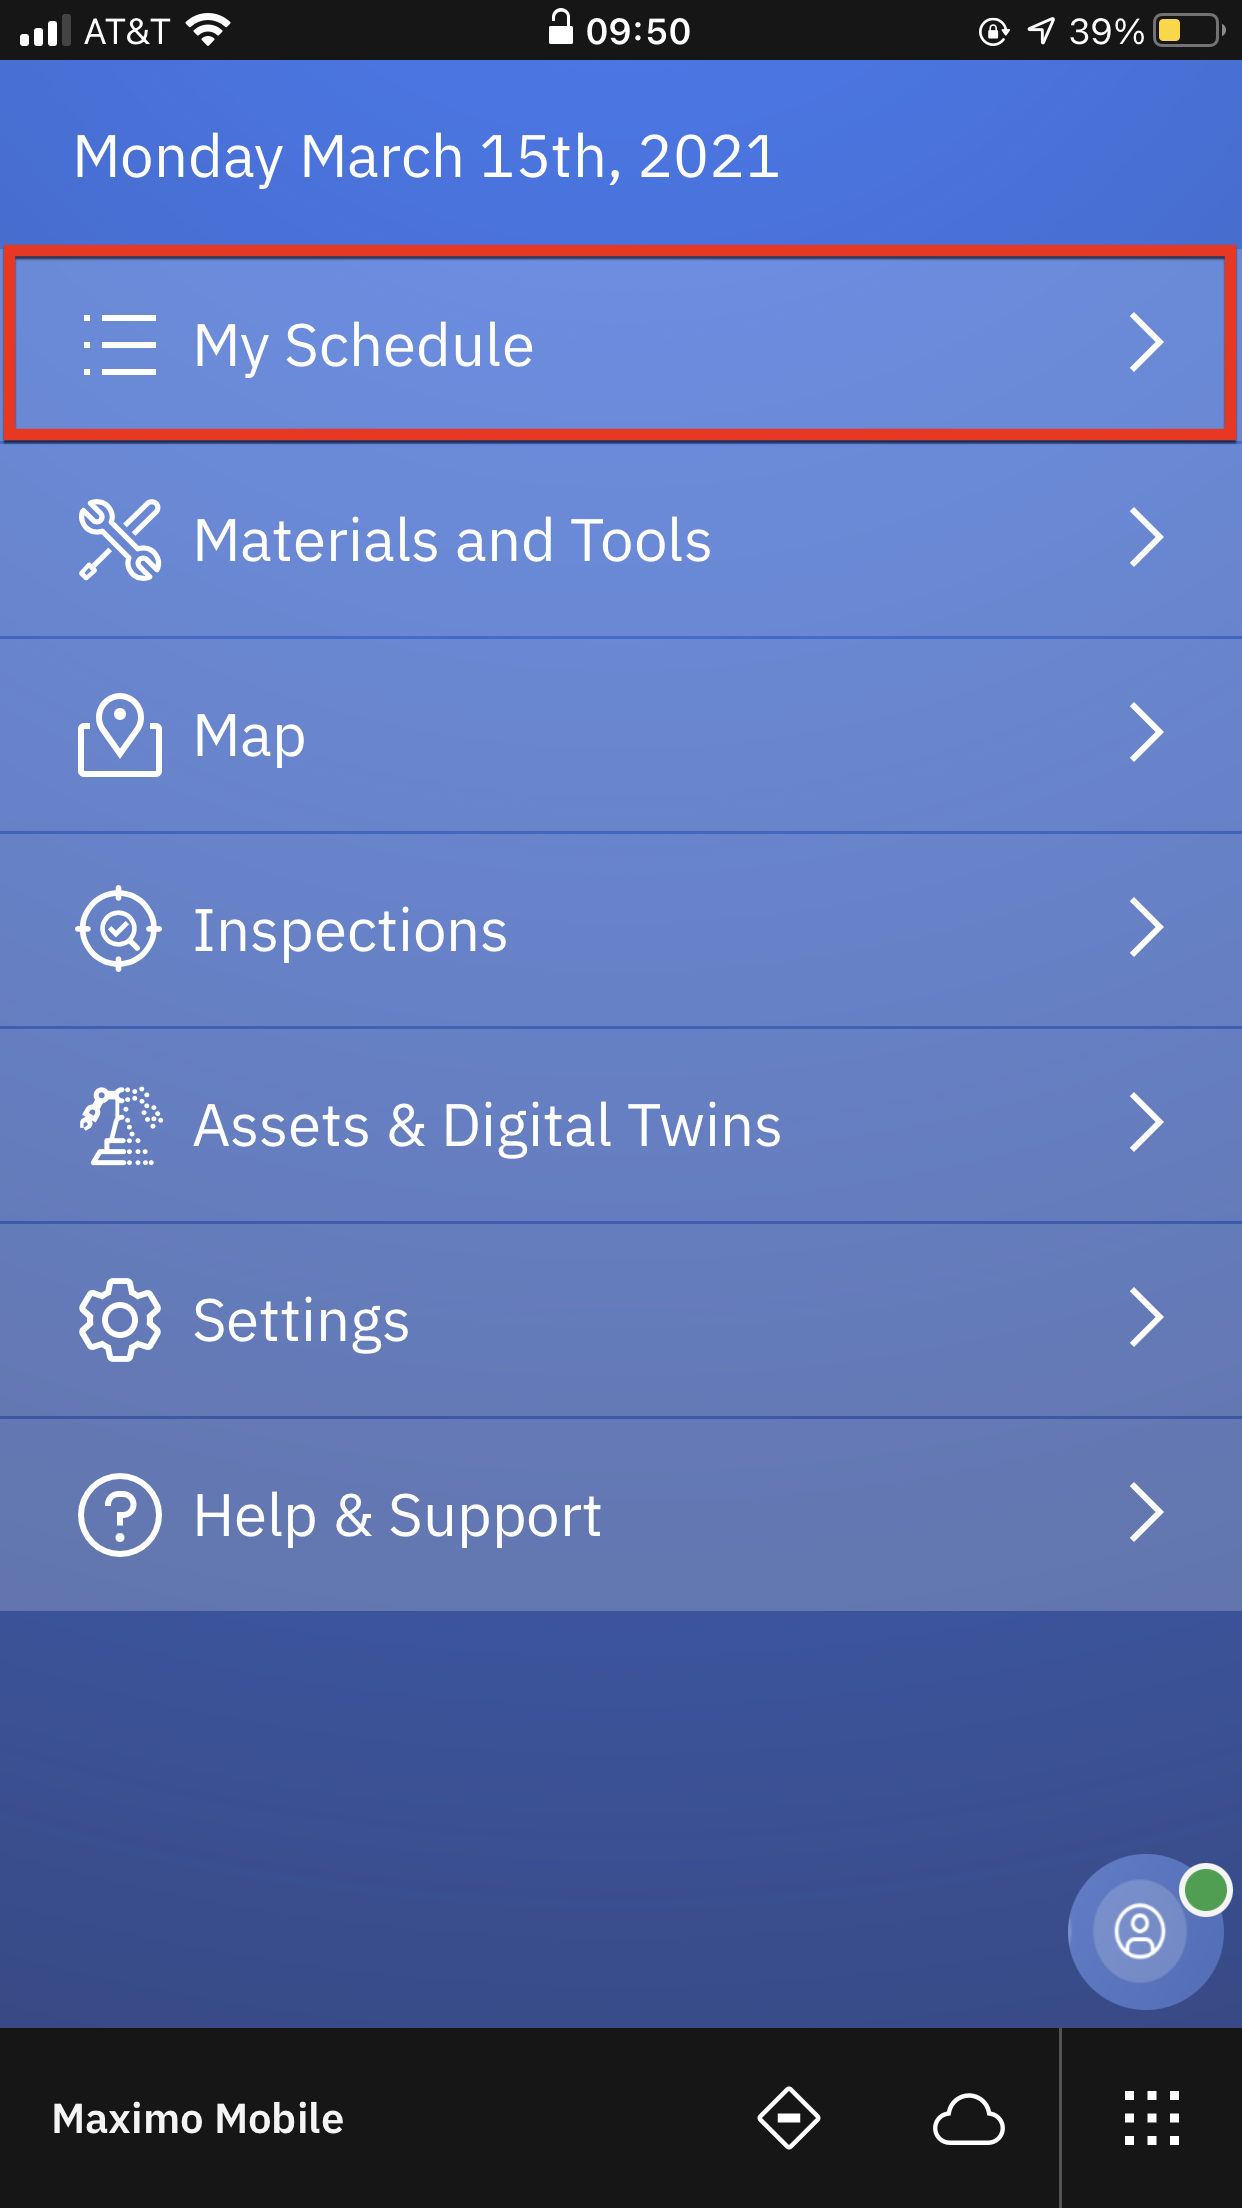 AT&T 09:50 39%
Monday March 15th, 2021
My Schedule
Materials and Tools
Map
Inspections
Assets & Digital Twins
Settings
Help & Support
Maximo Mobile